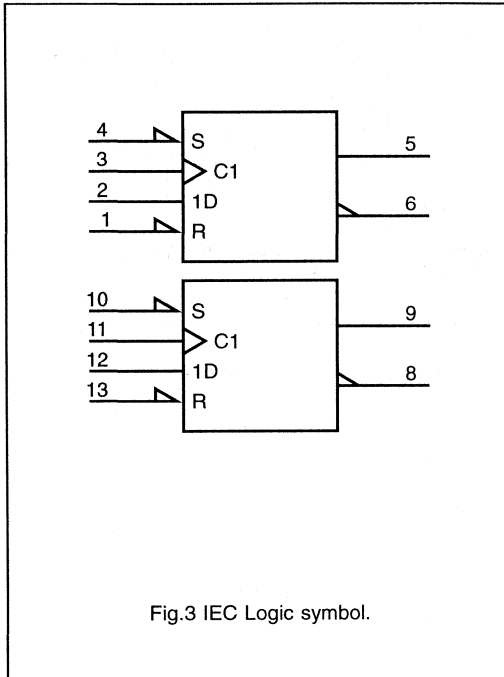 4 S 5
3 C1
2 1D 6
1 R
10 S 9
11 C1
12 1D 8
13 R
Fig.3 IEC Logic symbol.